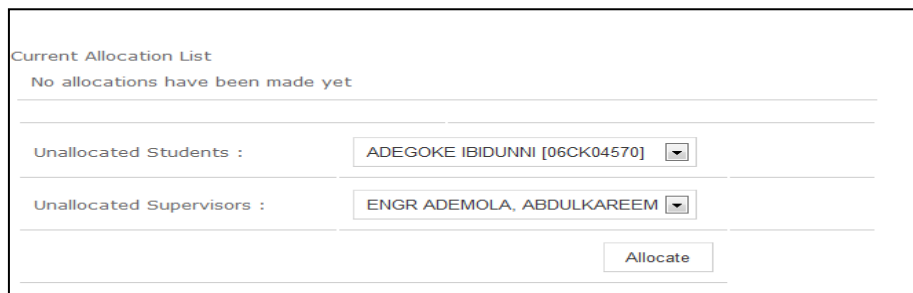 Current Allocation List
No allocations have been made yet
Unallocated Students : ADEGOKE IBIDUNNI [06CK04570]
Unallocated Supervisors : ENGR ADEMOLA, ABDULKAREEM
Allocate